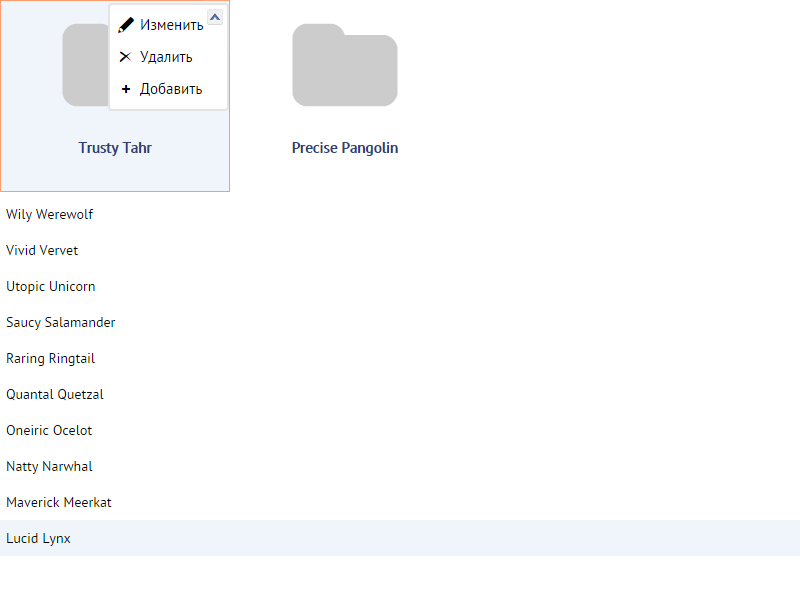 Изменить
Удалить
Добавить
Trusty Tahr
Precise Pangolin
Wily Werewolf
Vivid Vervet
Utopic Unicorn
Saucy Salamander
Raring Ringtail
Quantal Quetzal
Oneiric Ocelot
Natty Narwhal
Maverick Meerkat
Lucid Lynx